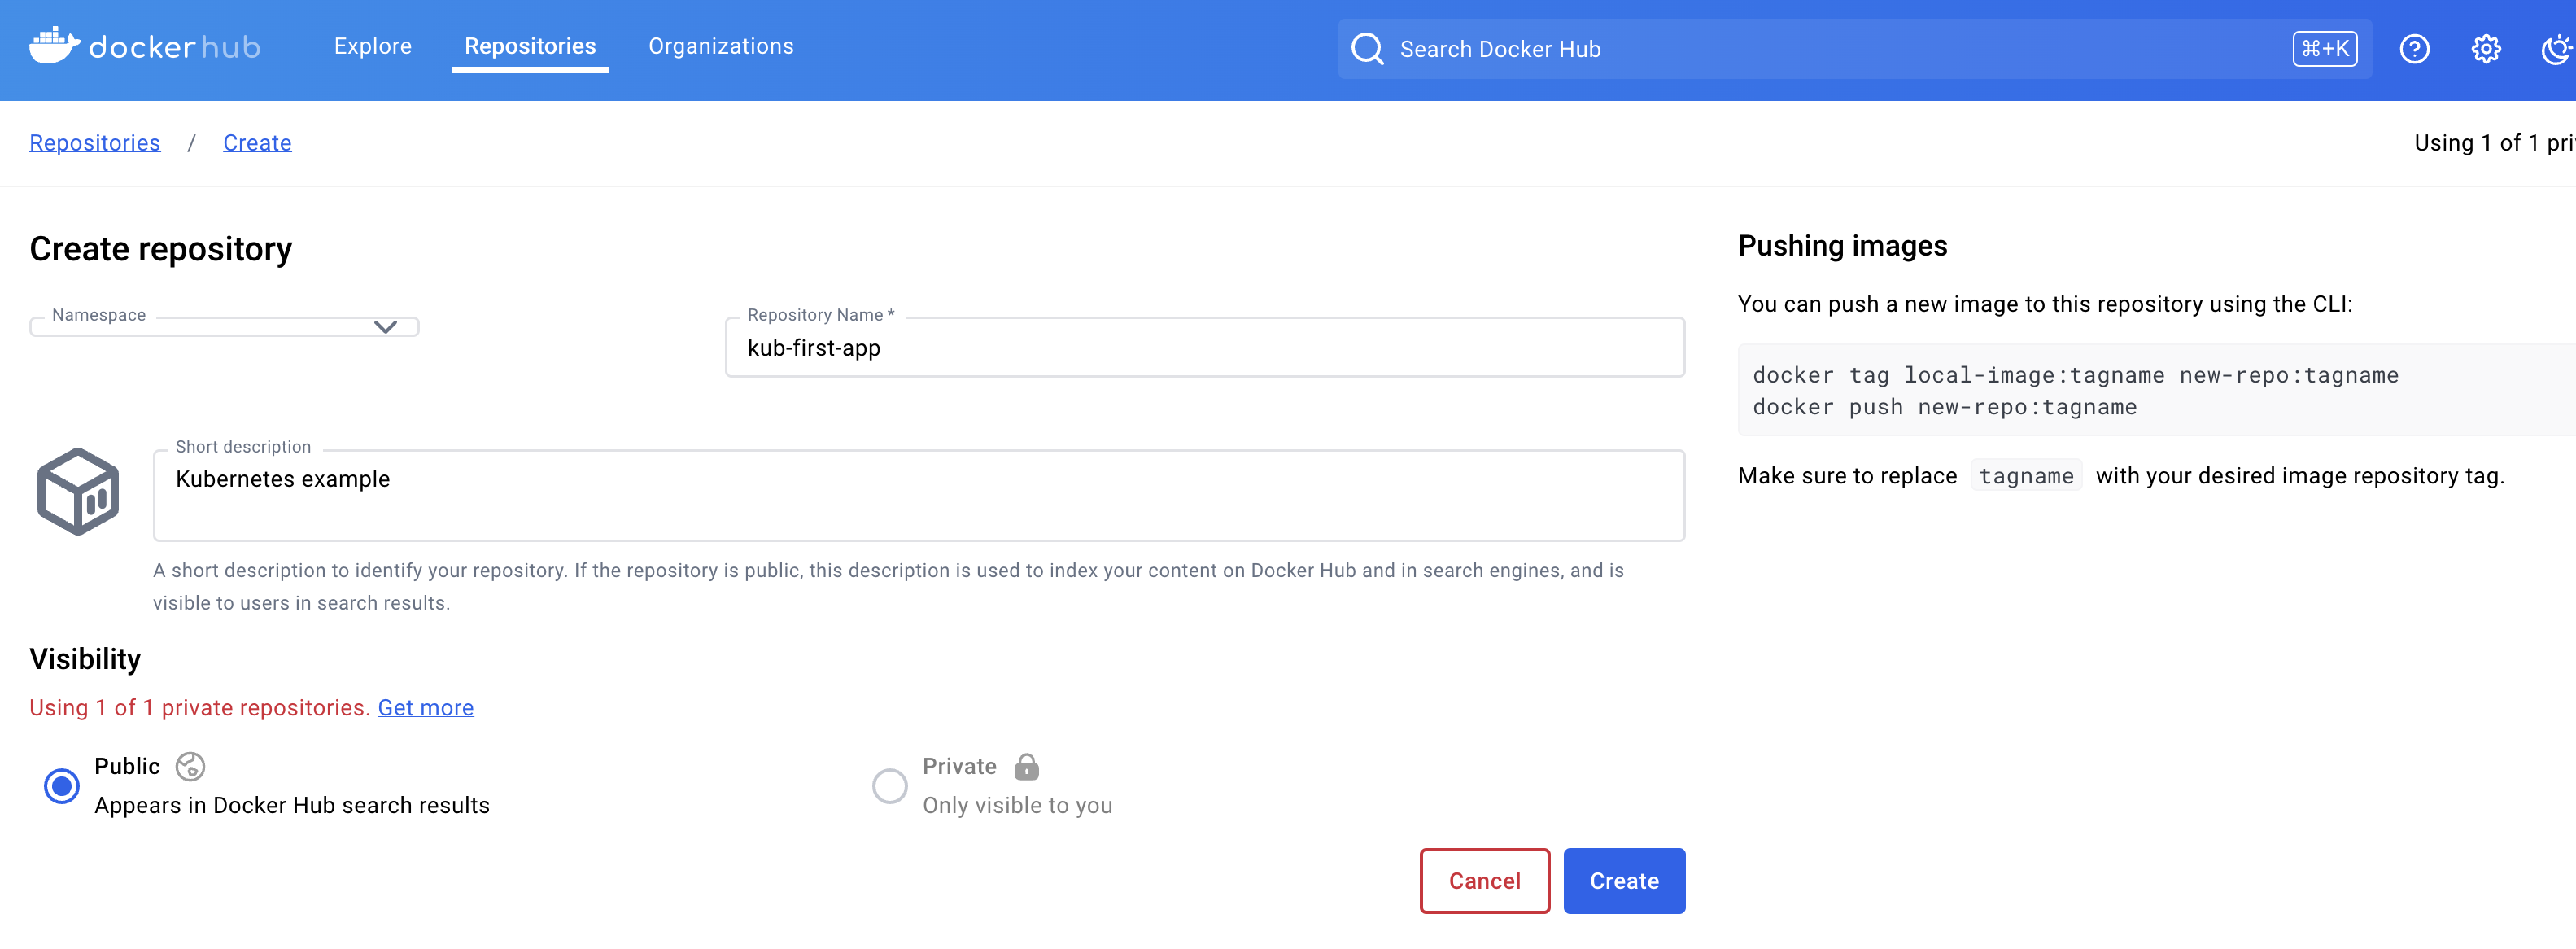 dockerhub
Explore
Repositories
Organizations
Search Docker Hub
⌘+K
Repositories / Create
Using 1 of 1 pri
Create repository
Namespace
Repository Name *
kub-first-app
Short description
Kubernetes example
A short description to identify your repository. If the repository is public, this description is used to index your content on Docker Hub and in search engines, and is
visible to users in search results.
Visibility
Using 1 of 1 private repositories. Get more
Public
Appears in Docker Hub search results
Private
Only visible to you
Cancel
Create
Pushing images
You can push a new image to this repository using the CLI:
docker tag local-image:tagname new-repo:tagname
docker push new-repo:tagname
Make sure to replace tagname with your desired image repository tag.